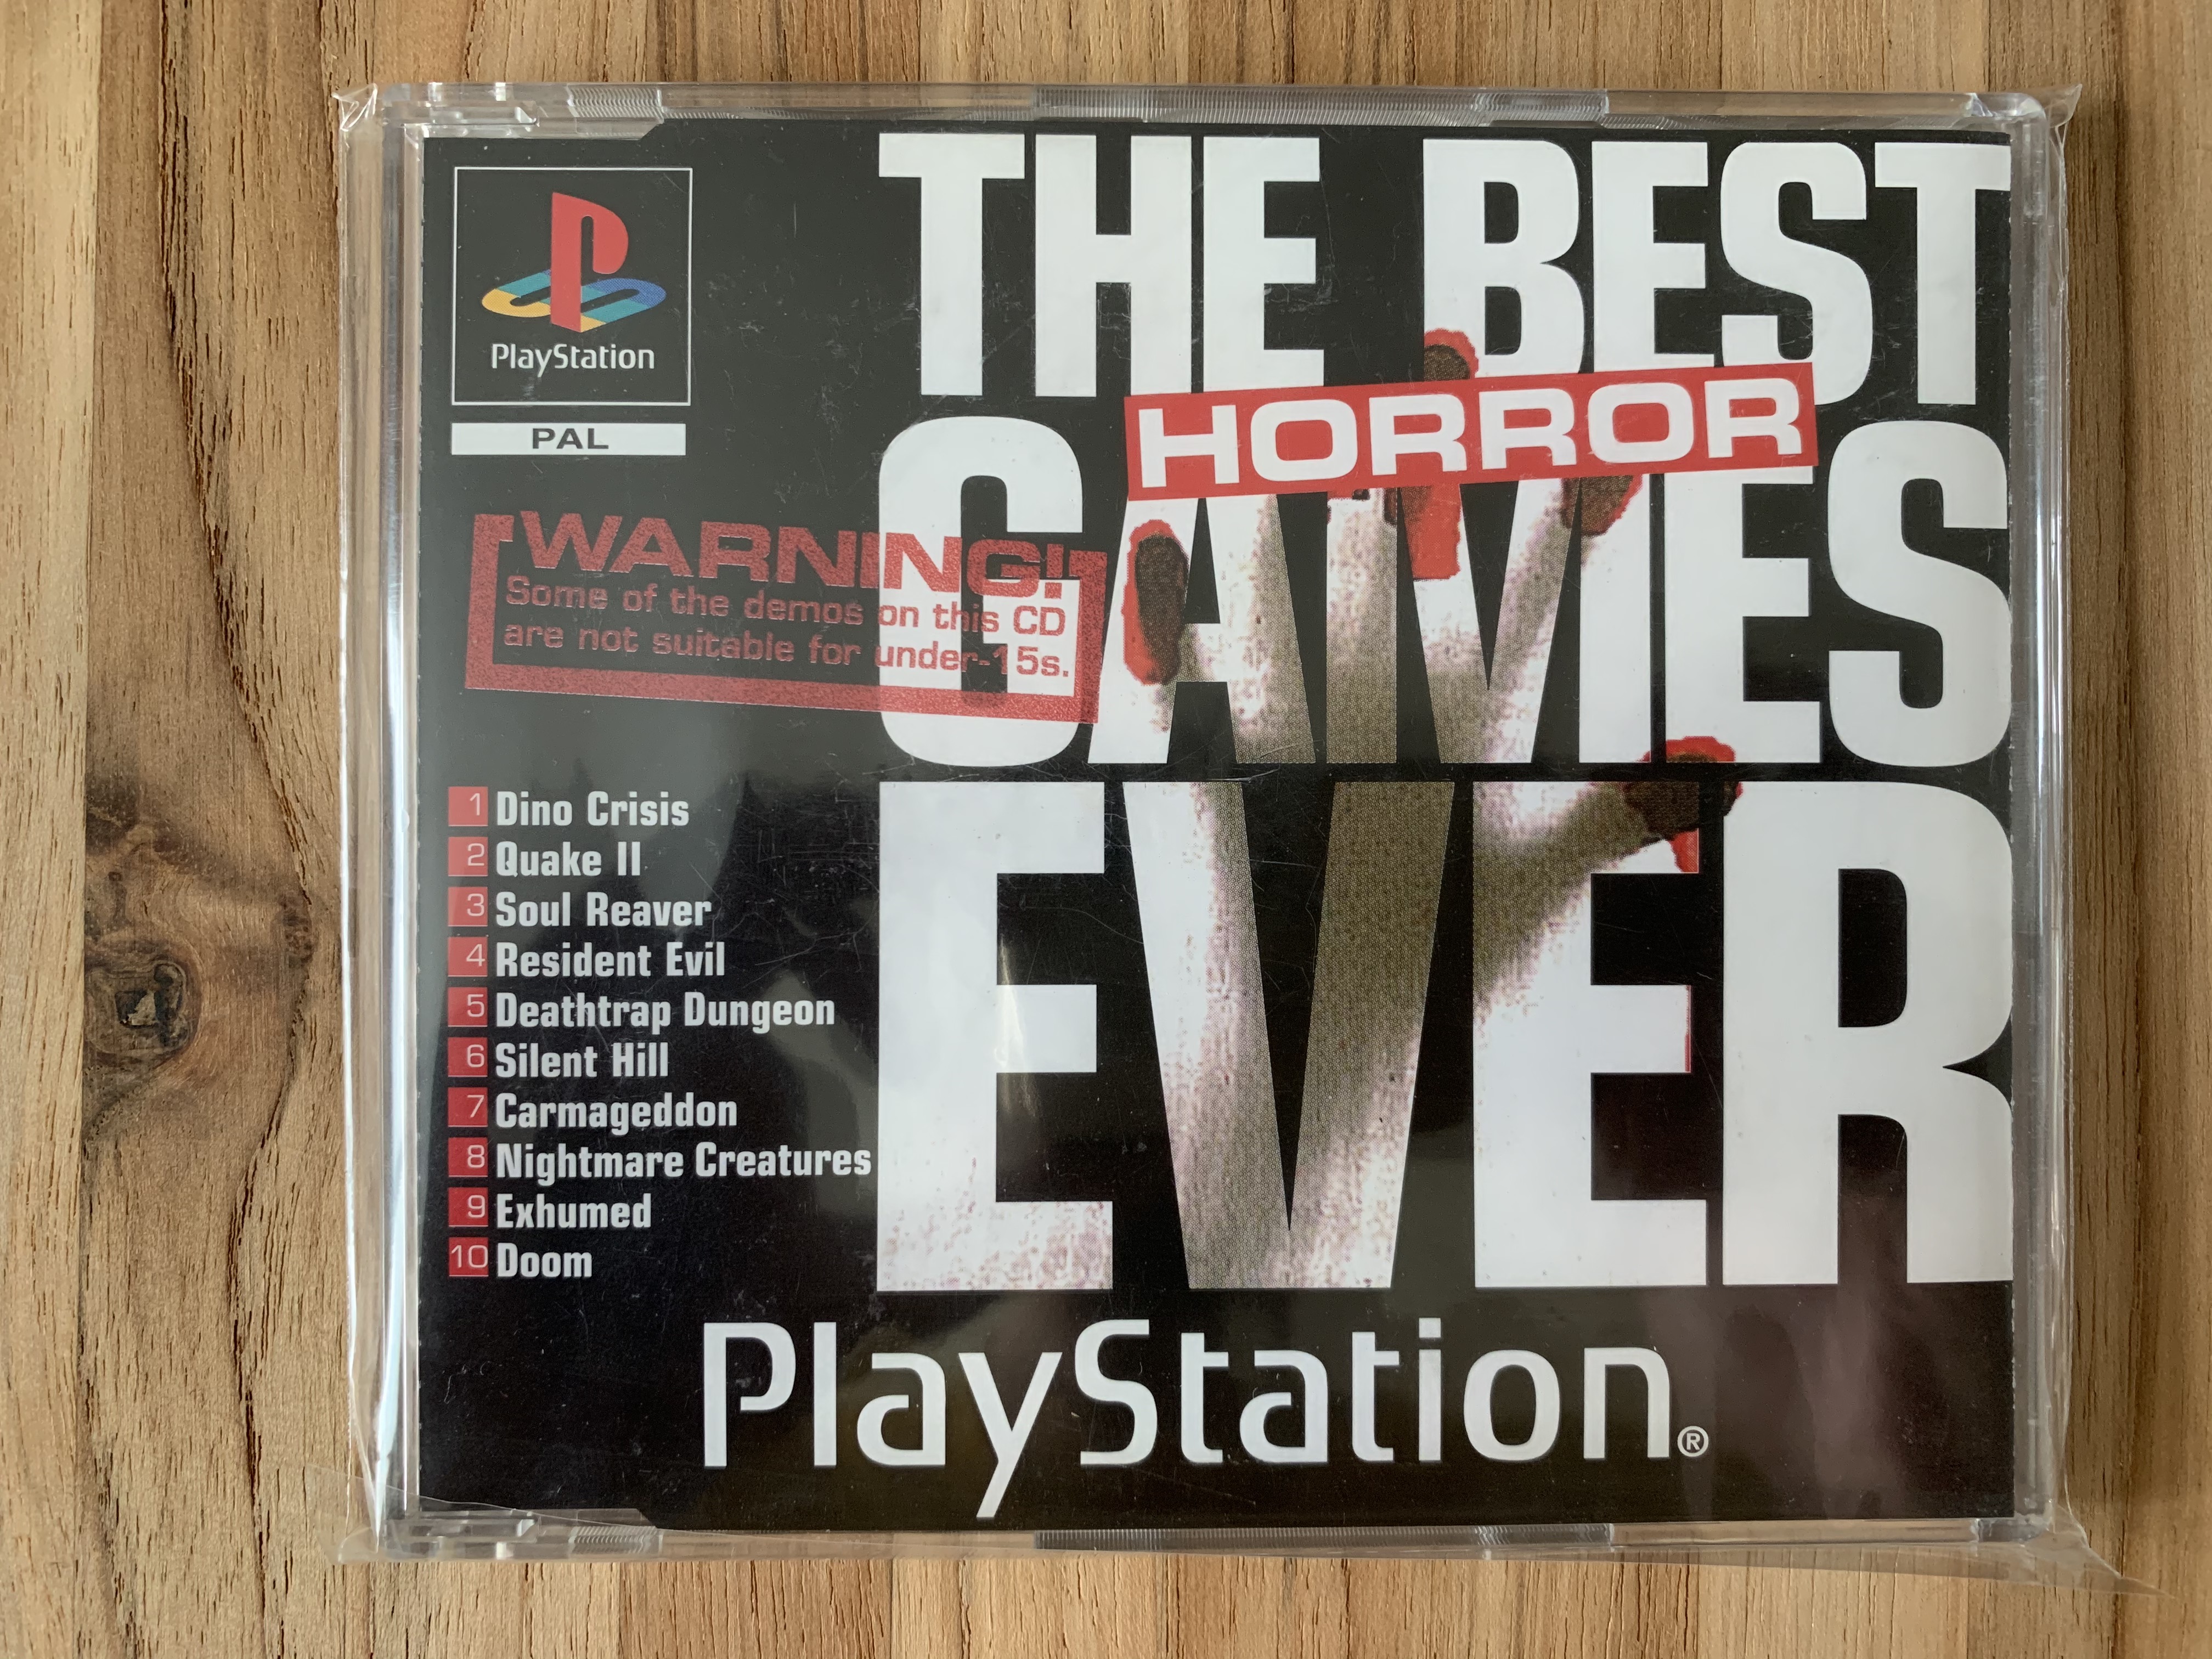 PlayStation
PAL
THE BEST
HORROR
GAMES
EVER
WARNING!
Some of the demos on this CD
are not suitable for under-15s.
1 Dino Crisis
2 Quake II
3 Soul Reaver
4 Resident Evil
5 Deathtrap Dungeon
6 Silent Hill
7 Carmageddon
8 Nightmare Creatures
9 Exhumed
10 Doom
PlayStation®